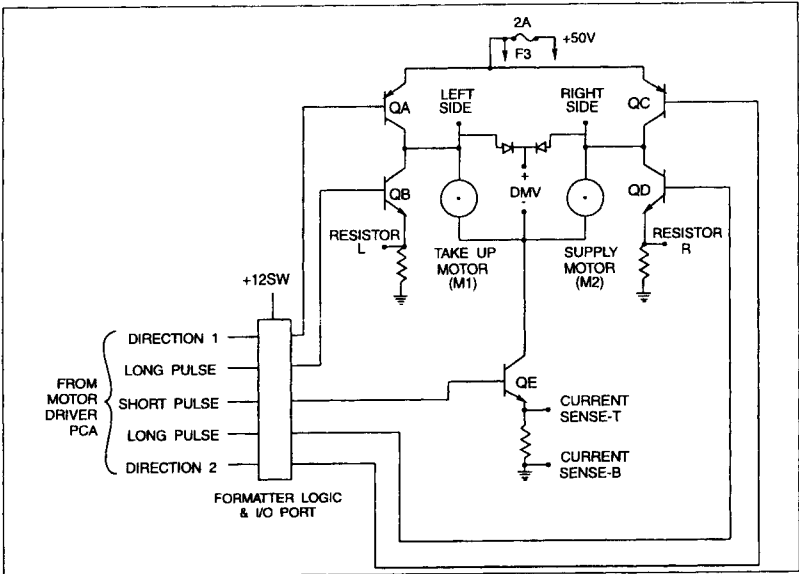 2A
+50V
F3
LEFT
SIDE
RIGHT
SIDE
QA
QC
+
DMV
-
QB
QD
RESISTOR
L
RESISTOR
R
TAKE UP
MOTOR
(M1)
SUPPLY
MOTOR
(M2)
+12SW
FROM
MOTOR
DRIVER
PCA
DIRECTION 1
LONG PULSE
SHORT PULSE
LONG PULSE
DIRECTION 2
QE
CURRENT
SENSE-T
CURRENT
SENSE-B
FORMATTER LOGIC
& I/O PORT